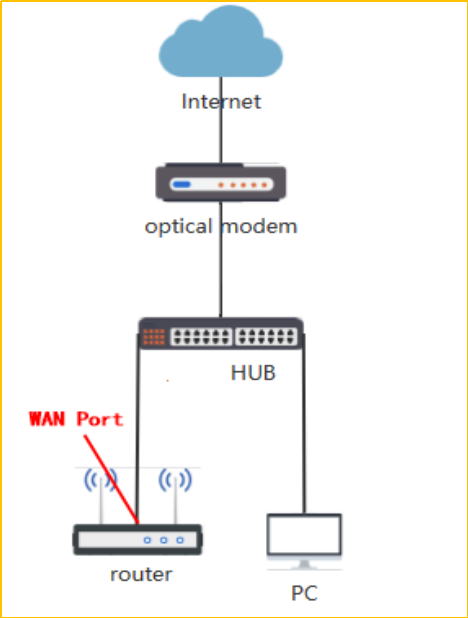 Internet
optical modem
HUB
WAN Port
router
PC